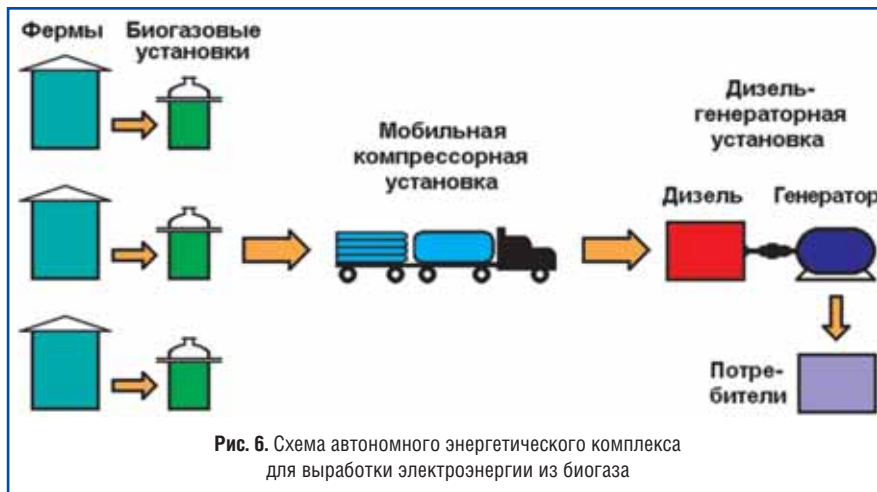 Фермы
Биогазовые
установки
Мобильная
компрессорная
установка
Дизель-
генераторная
установка
Дизель
Генератор
Потре-
бители
Рис. 6. Схема автономного энергетического комплекса
для выработки электроэнергии из биогаза